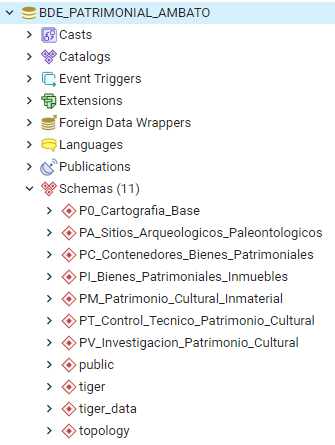 BDE_PATRIMONIAL_AMBATO
Casts
Catalogs
Event Triggers
Extensions
Foreign Data Wrappers
Languages
Publications
Schemas (11)
P0_Cartografia_Base
PA_Sitios_Arqueologicos_Paleontologicos
PC_Contenedores_Bienes_Patrimoniales
PI_Bienes_Patrimoniales_Inmuebles
PM_Patrimonio_Cultural_Inmaterial
PT_Control_Tecnico_Patrimonio_Cultural
PV_Investigacion_Patrimonio_Cultural
public
tiger
tiger_data
topology